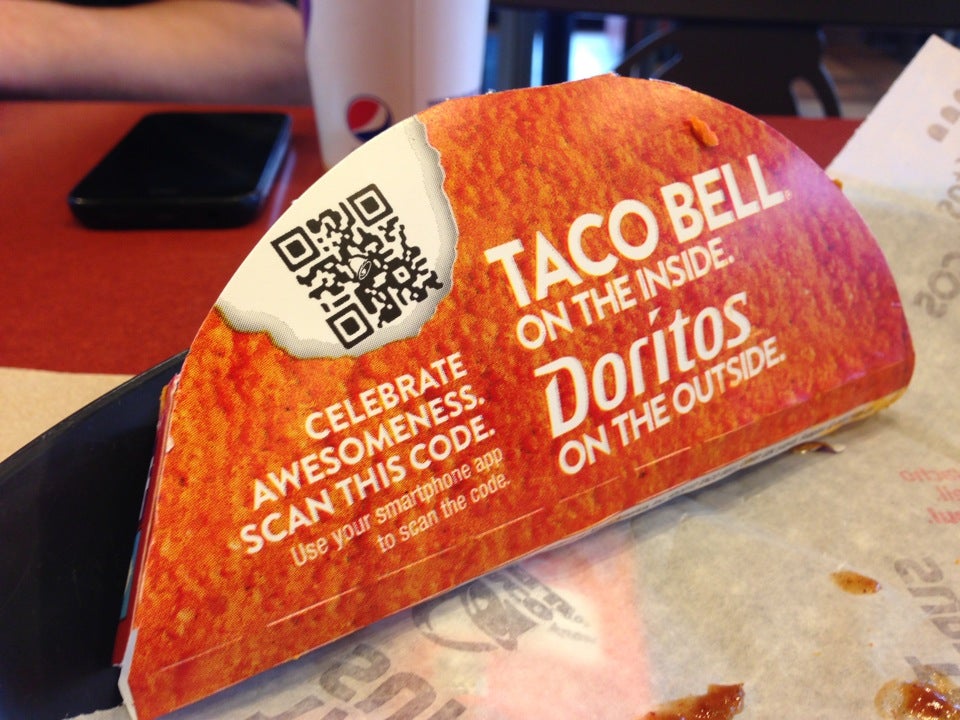 TACO BELL®
ON THE INSIDE.
Doritos
ON THE OUTSIDE.
CELEBRATE
AWESOMENESS.
SCAN THIS CODE.
Use your smartphone app
to scan the code.